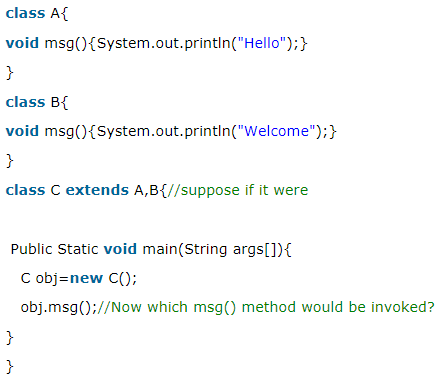 class A{
void msg(){System.out.println("Hello");}
}
class B{
void msg(){System.out.println("Welcome");}
}
class C extends A,B{//suppose if it were
Public Static void main(String args[]){
C obj=new C();
obj.msg();//Now which msg() method would be invoked?
}
}